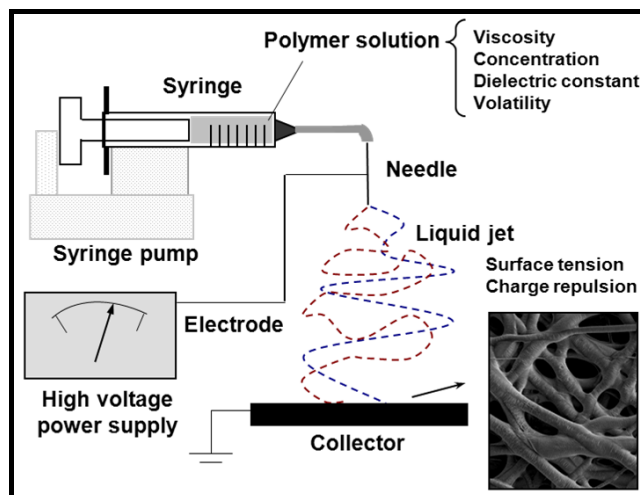 Polymer solution
Viscosity
Concentration
Dielectric constant
Volatility
Syringe
Needle
Liquid jet
Syringe pump
Surface tension
Charge repulsion
Electrode
High voltage
power supply
Collector